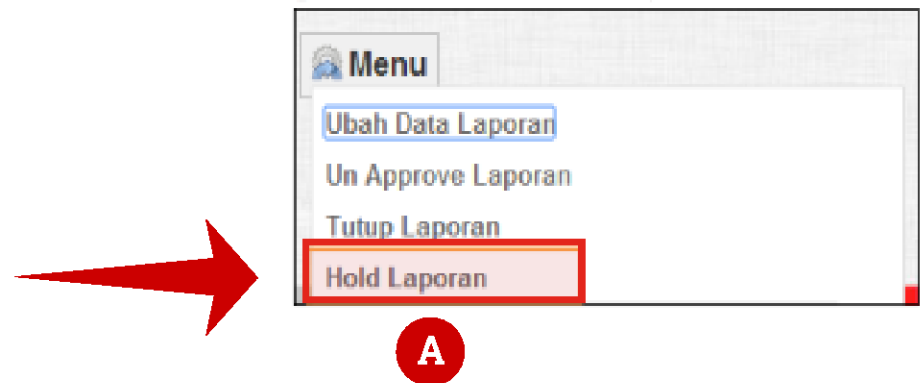 Menu
Ubah Data Laporan
Un Approve Laporan
Tutup Laporan
Hold Laporan
A